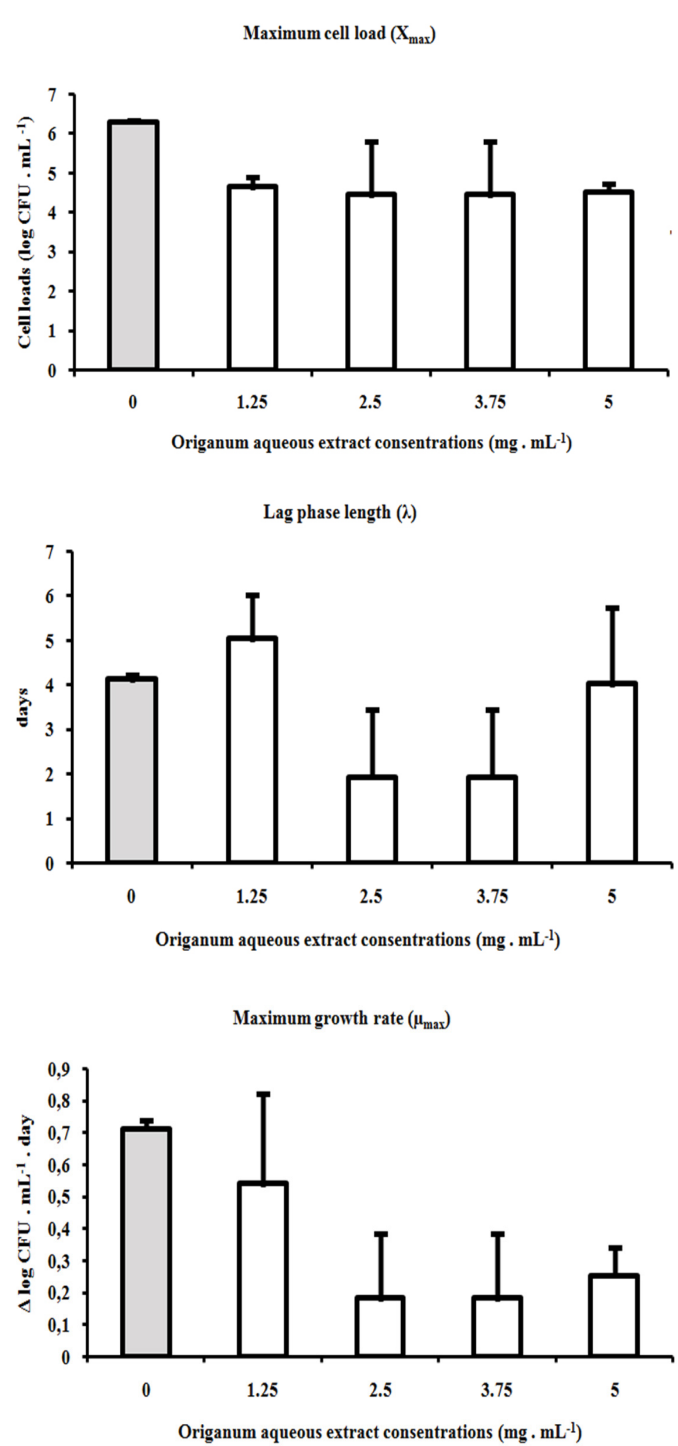 Maximum cell load (Xmax)
Cell loads (log CFU . mL -1)
7
6
5
4
3
2
1
0
0 1.25 2.5 3.75 5
Origanum aqueous extract consentrations (mg . mL-1)
Lag phase length (λ)
days
7
6
5
4
3
2
1
0
0 1.25 2.5 3.75 5
Origanum aqueous extract consentrations (mg . mL-1)
Maximum growth rate (μmax)
Δ log CFU . mL-1 . day
0,9
0,8
0,7
0,6
0,5
0,4
0,3
0,2
0,1
0
0 1.25 2.5 3.75 5
Origanum aqueous extract consentrations (mg . mL-1)